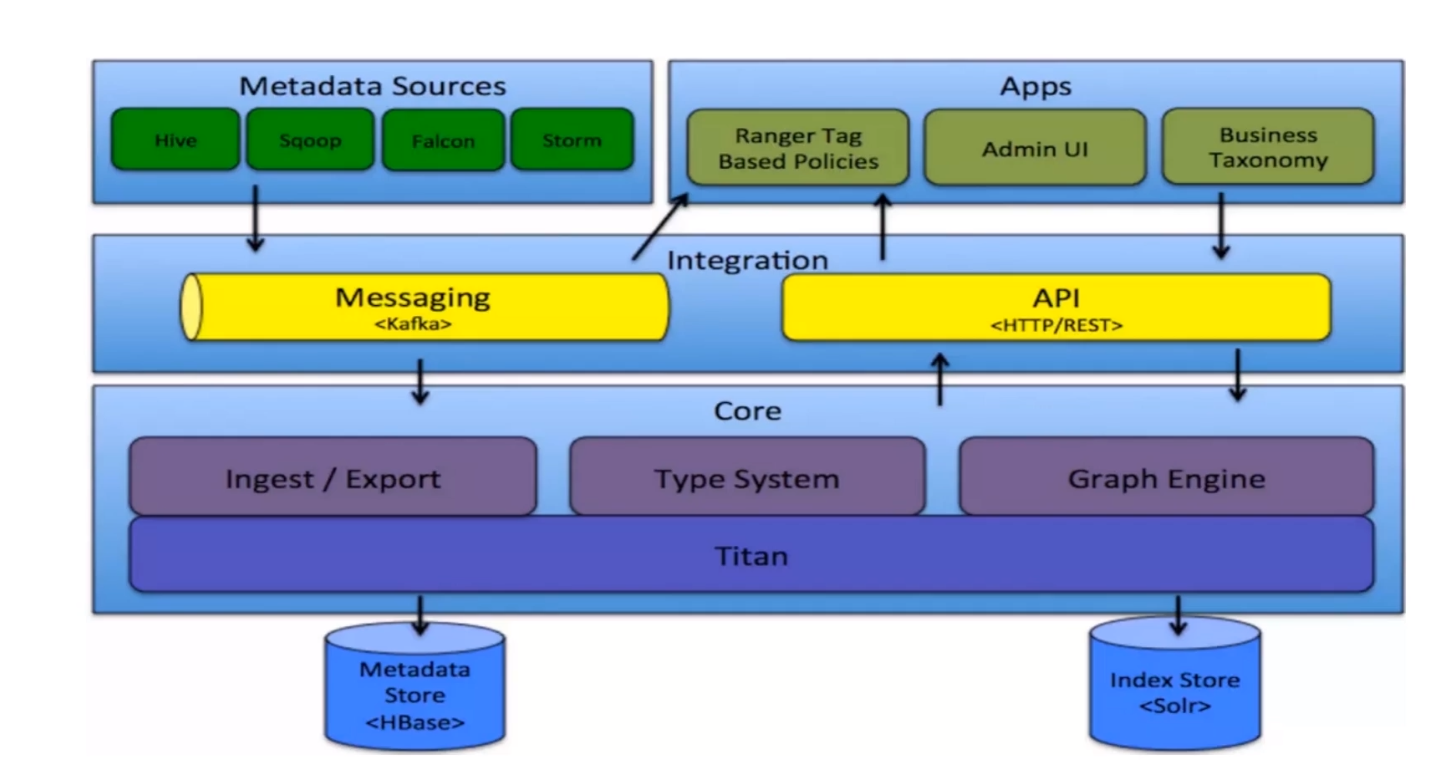 Metadata Sources
Hive
Sqoop
Falcon
Storm
Apps
Ranger Tag
Based Policies
Admin UI
Business
Taxonomy
Integration
Messaging
<Kafka>
API
<HTTP/REST>
Core
Ingest / Export
Type System
Graph Engine
Titan
Metadata
Store
<HBase>
Index Store
<Solr>